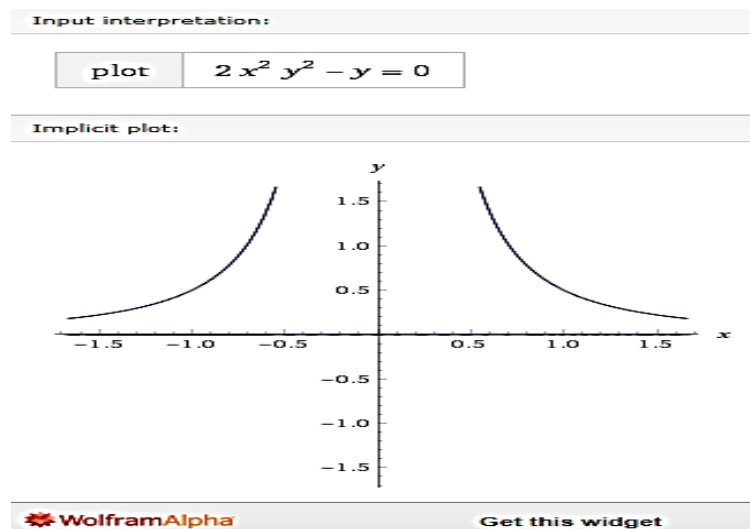 Input interpretation:
plot 2 x² y² − y = 0
Implicit plot:
y
1.5
1.0
0.5
−1.5 −1.0 −0.5 0.5 1.0 1.5 x
−0.5
−1.0
−1.5
WolframAlpha Get this widget